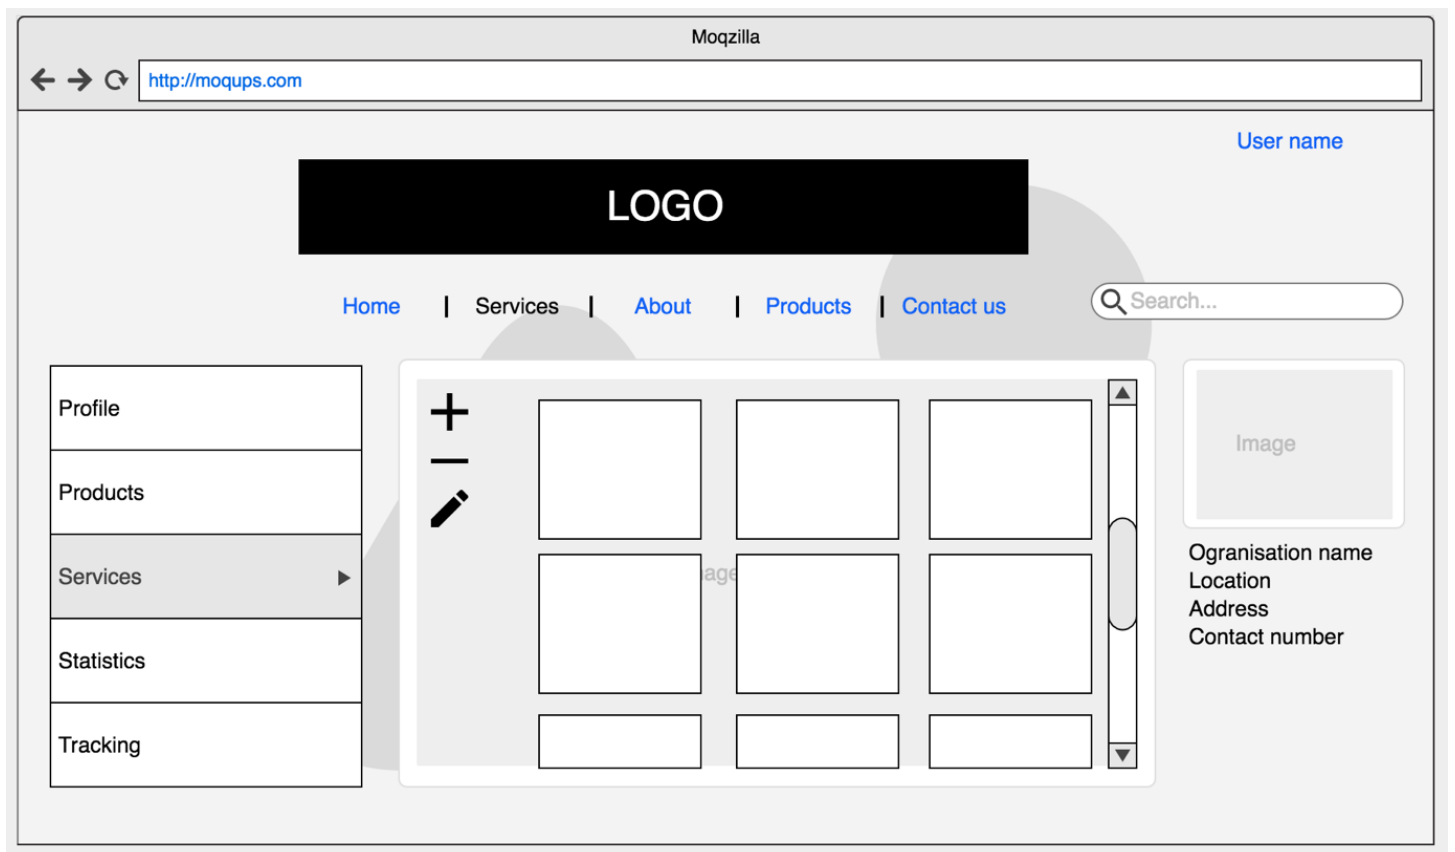 Moqzilla
http://moqups.com
User name
LOGO
Home | Services | About | Products | Contact us
Search...
Profile
Products
Services
Statistics
Tracking
Image
Ogranisation name
Location
Address
Contact number